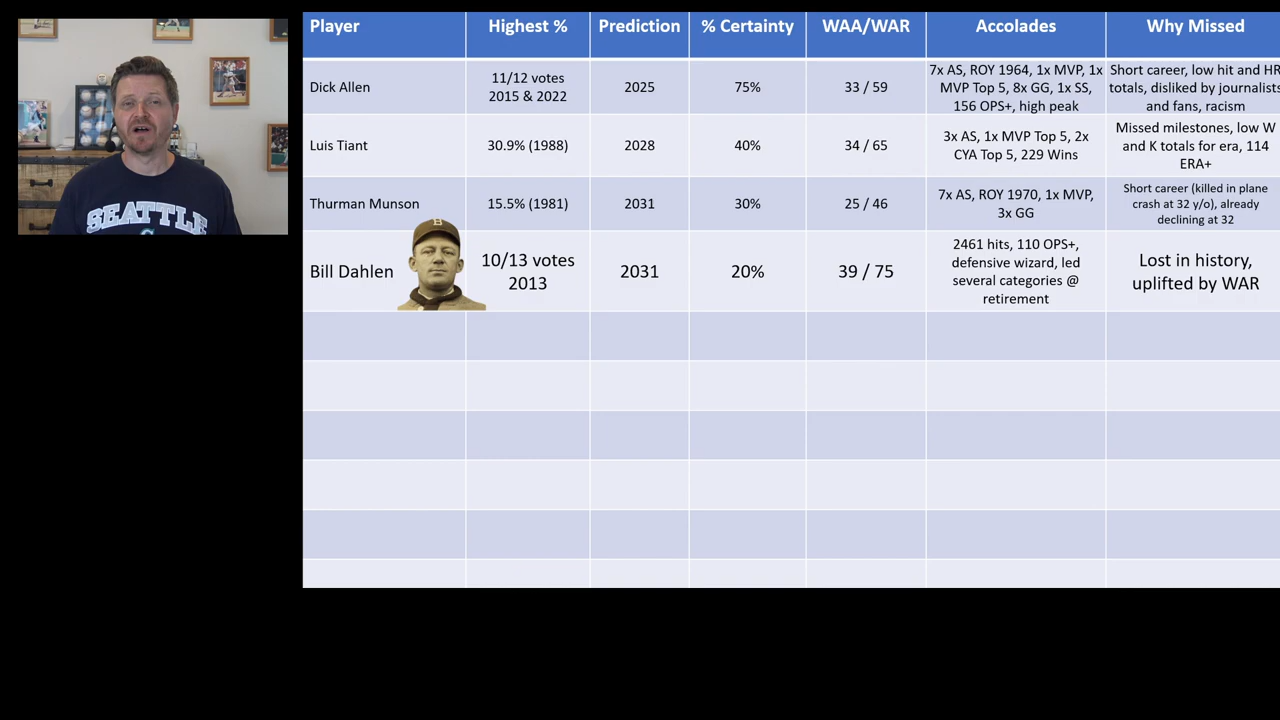 Player Highest % Prediction % Certainty WAA/WAR Accolades Why Missed
Dick Allen
11/12 votes
2015 & 2022
2025
75%
33 / 59
7x AS, ROY 1964, 1x MVP, 1x
MVP Top 5, 8x GG, 1x SS,
156 OPS+, high peak
Short career, low hit and HR
totals, disliked by journalists
and fans, racism
Luis Tiant
30.9% (1988)
2028
40%
34 / 65
3x AS, 1x MVP Top 5, 2x
CYA Top 5, 229 Wins
Missed milestones, low W
and K totals for era, 114
ERA+
Thurman Munson
15.5% (1981)
2031
30%
25 / 46
7x AS, ROY 1970, 1x MVP,
3x GG
Short career (killed in plane
crash at 32 y/o), already
declining at 32
Bill Dahlen
10/13 votes
2013
2031
20%
39 / 75
2461 hits, 110 OPS+,
defensive wizard, led
several categories @
retirement
Lost in history,
uplifted by WAR
SEATTLE
B